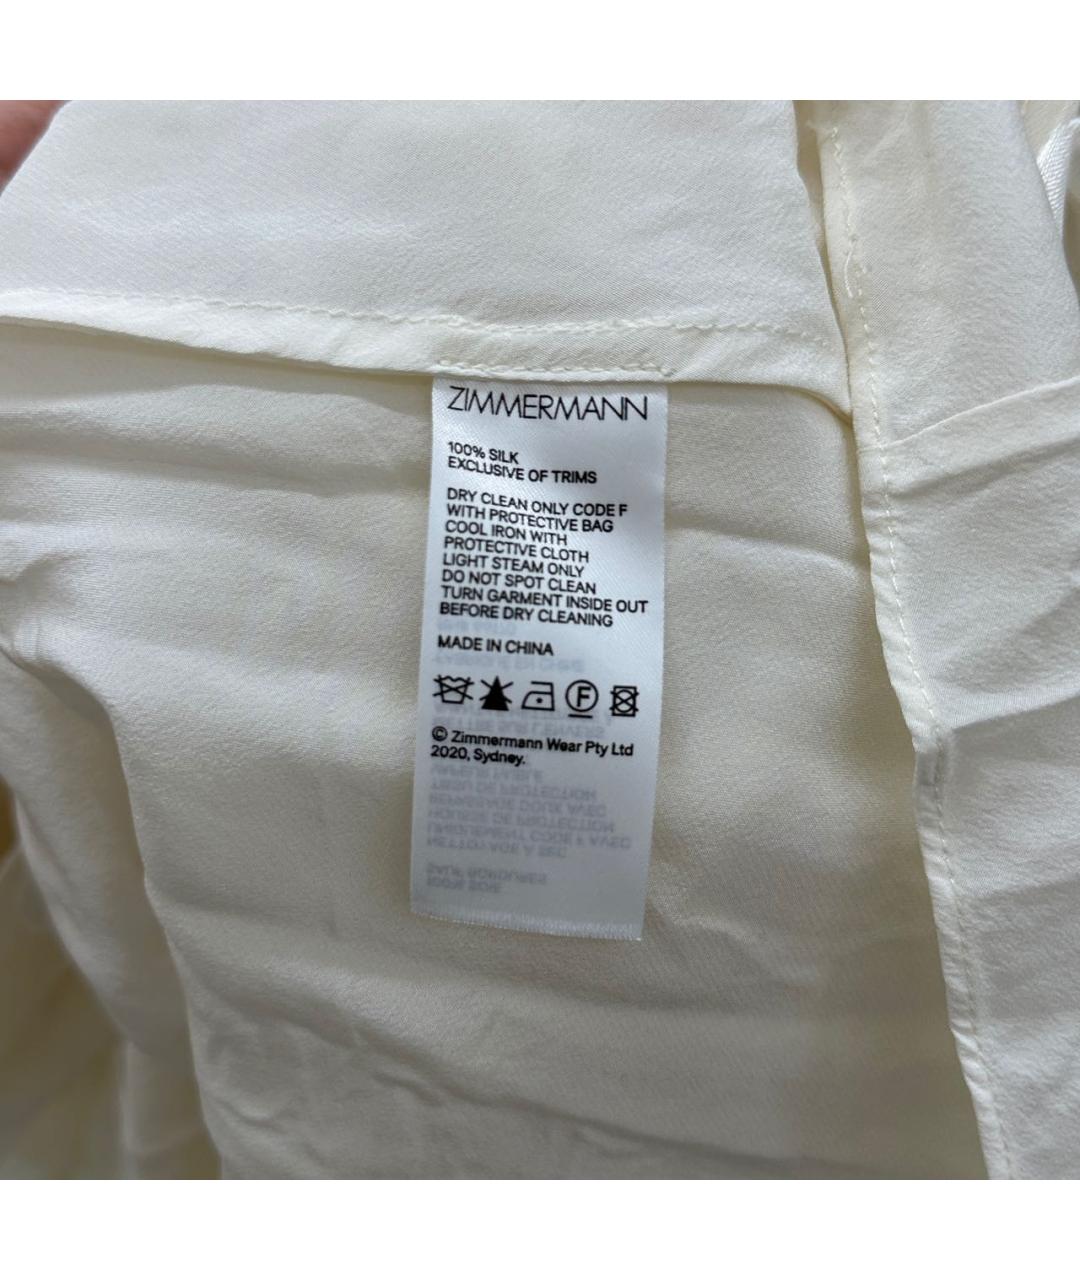 ZIMMERMANN
100% SILK
EXCLUSIVE OF TRIMS
DRY CLEAN ONLY CODE F
WITH PROTECTIVE BAG
COOL IRON WITH
PROTECTIVE CLOTH
LIGHT STEAM ONLY
DO NOT SPOT CLEAN
TURN GARMENT INSIDE OUT
BEFORE DRY CLEANING
MADE IN CHINA
F
© Zimmermann Wear Pty Ltd
2020, Sydney.